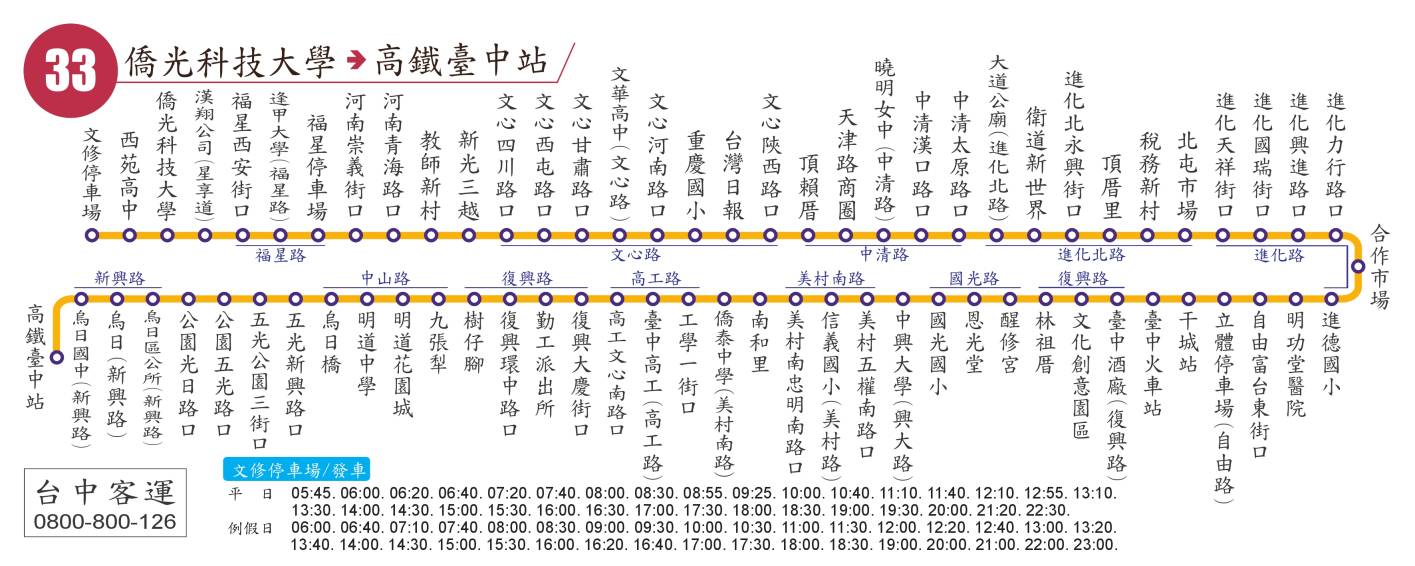 33 僑光科技大學➔高鐵臺中站
文修停車場
西苑高中
僑光科技大學
漢翔公司(星享道)
福星西安街口
逢甲大學(福星路)
福星停車場
河南崇義街口
河南青海路口
教師新村
新光三越
文心四川路口
文心西屯路口
文心甘肅路口
文華高中(文心路)
文心河南路口
重慶國小
台灣日報
文心陝西路口
頂賴厝
天津路商圈
曉明女中(中清路)
中清漢口路口
中清太原路口
大道公廟(進化北路)
衛道新世界
進化北永興街口
頂厝里
稅務新村
北屯市場
進化天祥街口
進化國瑞街口
進化興進路口
進化力行路口
合作市場
福星路
文心路
中清路
進化北路
進化路
新興路
中山路
復興路
高工路
美村南路
國光路
復興路
高鐵臺中站
烏日國中(新興路)
烏日(新興路)
烏日區公所(新興路)
公園光日路口
公園五光路口
五光公園三街口
五光新興路口
烏日橋
明道中學
明道花園城
九張犁
樹仔腳
復興環中路口
勤工派出所
復興大慶街口
高工文心南路口
臺中高工(高工路)
工學一街口
僑泰中學(美村南路)
南和里
美村南忠明南路口
信義國小(美村路)
美村五權南路口
中興大學(興大路)
國光國小
恩光堂
醒修宮
林祖厝
文化創意園區
臺中酒廠(復興路)
臺中火車站
干城站
立體停車場(自由路)
自由富台東街口
明功堂醫院
進德國小
台中客運
0800-800-126
文修停車場/發車
平 日 05:45. 06:00. 06:20. 06:40. 07:20. 07:40. 08:00. 08:30. 08:55. 09:25. 10:00. 10:40. 11:10. 11:40. 12:10. 12:55. 13:10.
13:30. 14:00. 14:30. 15:00. 15:30. 16:00. 16:30. 17:00. 17:30. 18:00. 18:30. 19:00. 19:30. 20:00. 21:20. 22:30.
例假日 06:00. 06:40. 07:10. 07:40. 08:00. 08:30. 09:00. 09:30. 10:00. 10:30. 11:00. 11:30. 12:00. 12:20. 12:40. 13:00. 13:20.
13:40. 14:00. 14:30. 15:00. 15:30. 16:00. 16:20. 16:40. 17:00. 17:30. 18:00. 18:30. 19:00. 20:00. 21:00. 22:00. 23:00.